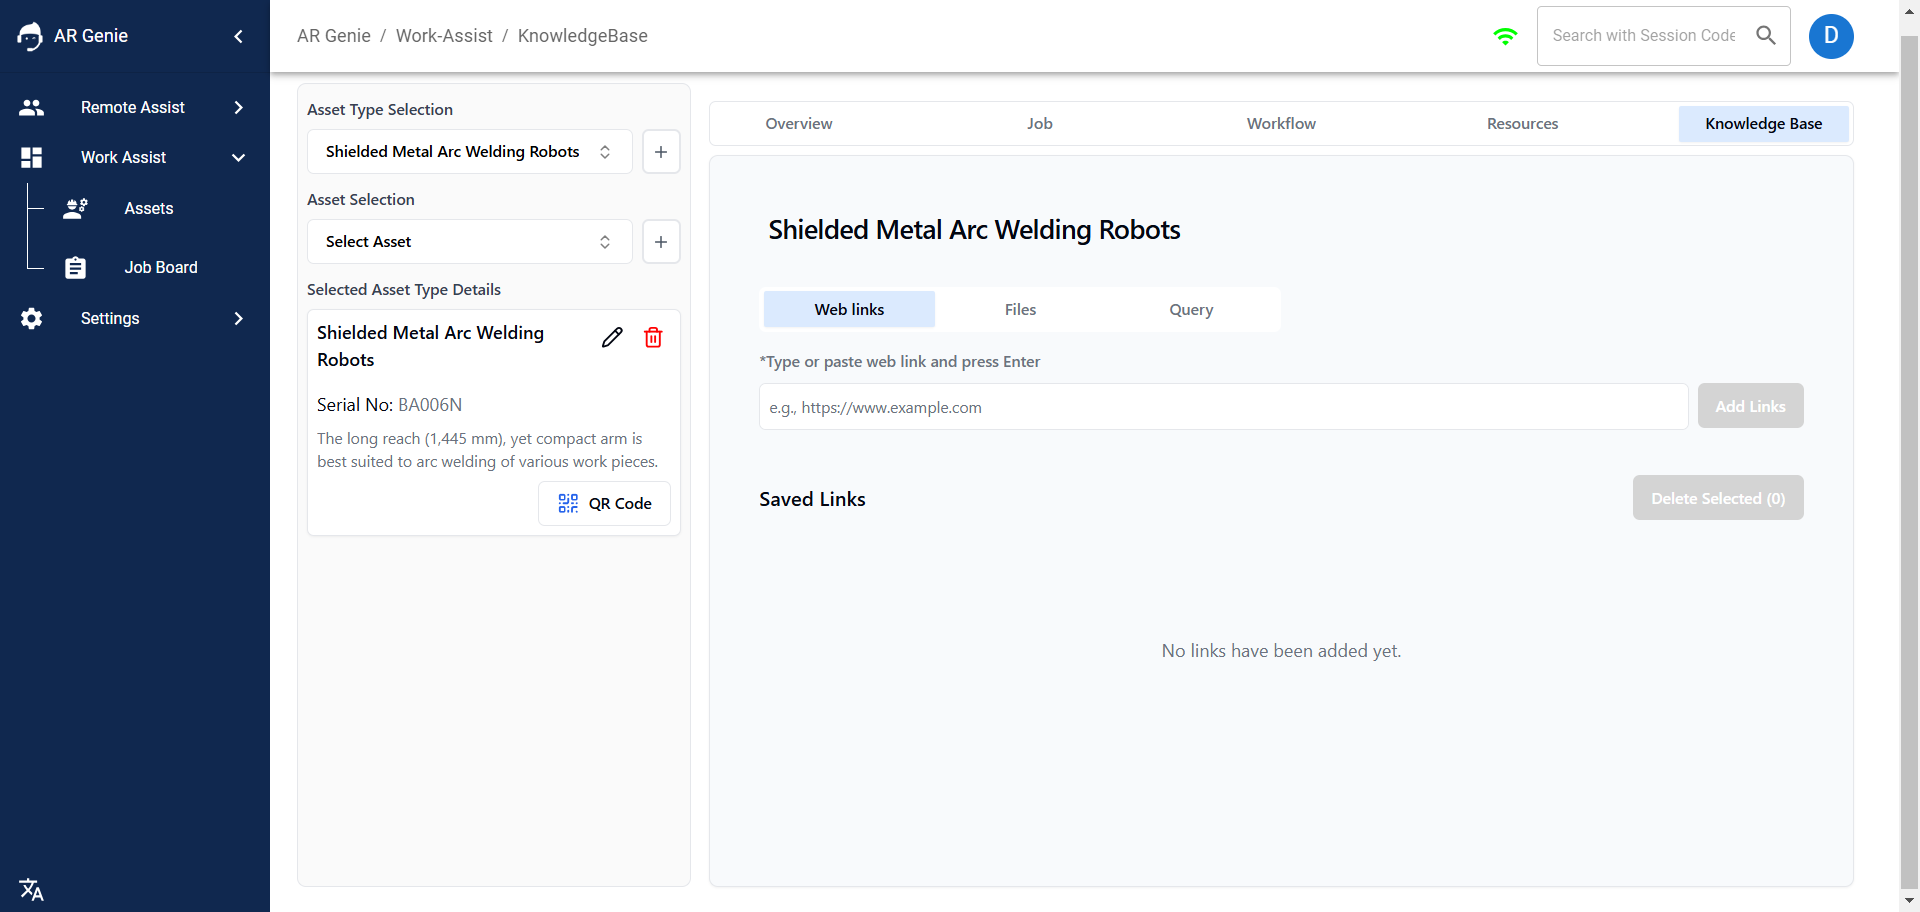 AR Genie
Remote Assist
Work Assist
Assets
Job Board
Settings
AR Genie / Work-Assist / KnowledgeBase
Search with Session Code
D
Asset Type Selection
Shielded Metal Arc Welding Robots
+
Asset Selection
Select Asset
+
Selected Asset Type Details
Shielded Metal Arc Welding
Robots
Serial No: BA006N
The long reach (1,445 mm), yet compact arm is
best suited to arc welding of various work pieces.
QR Code
Overview
Job
Workflow
Resources
Knowledge Base
Shielded Metal Arc Welding Robots
Web links
Files
Query
*Type or paste web link and press Enter
e.g., https://www.example.com
Add Links
Saved Links
Delete Selected (0)
No links have been added yet.